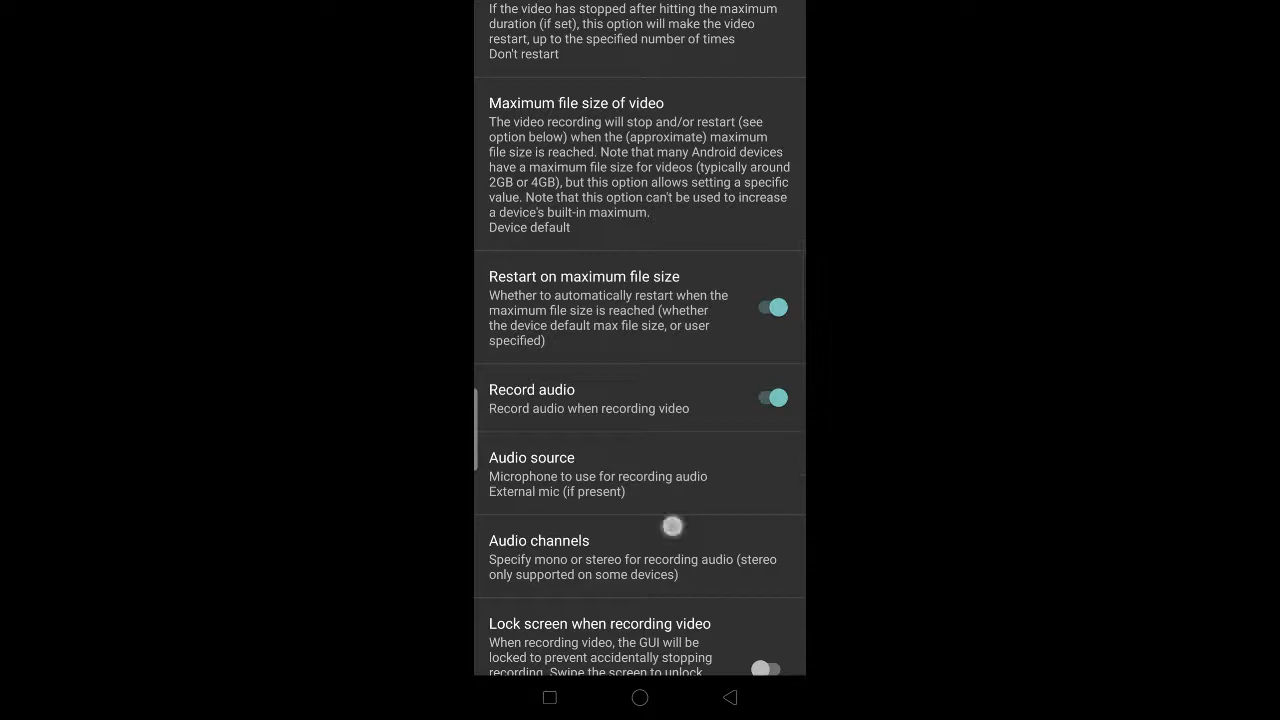 If the video has stopped after hitting the maximum
duration (if set), this option will make the video
restart, up to the specified number of times
Don't restart
Maximum file size of video
The video recording will stop and/or restart (see
option below) when the (approximate) maximum
file size is reached. Note that many Android devices
have a maximum file size for videos (typically around
2GB or 4GB), but this option allows setting a specific
value. Note that this option can't be used to increase
a device's built-in maximum.
Device default
Restart on maximum file size
Whether to automatically restart when the
maximum file size is reached (whether
the device default max file size, or user
specified)
Record audio
Record audio when recording video
Audio source
Microphone to use for recording audio
External mic (if present)
Audio channels
Specify mono or stereo for recording audio (stereo
only supported on some devices)
Lock screen when recording video
When recording video, the GUI will be
locked to prevent accidentally stopping
recording. Swipe the screen to unlock